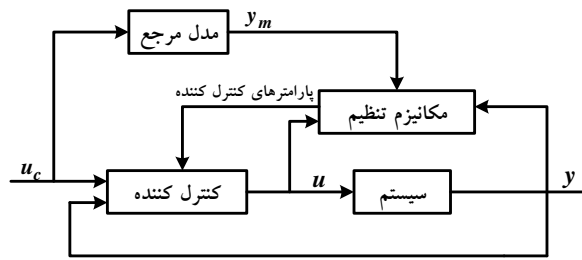 مدل مرجع
y_m
پارامترهای کنترل کننده
مکانیزم تنظیم
u_c
کنترل کننده
u
سیستم
y